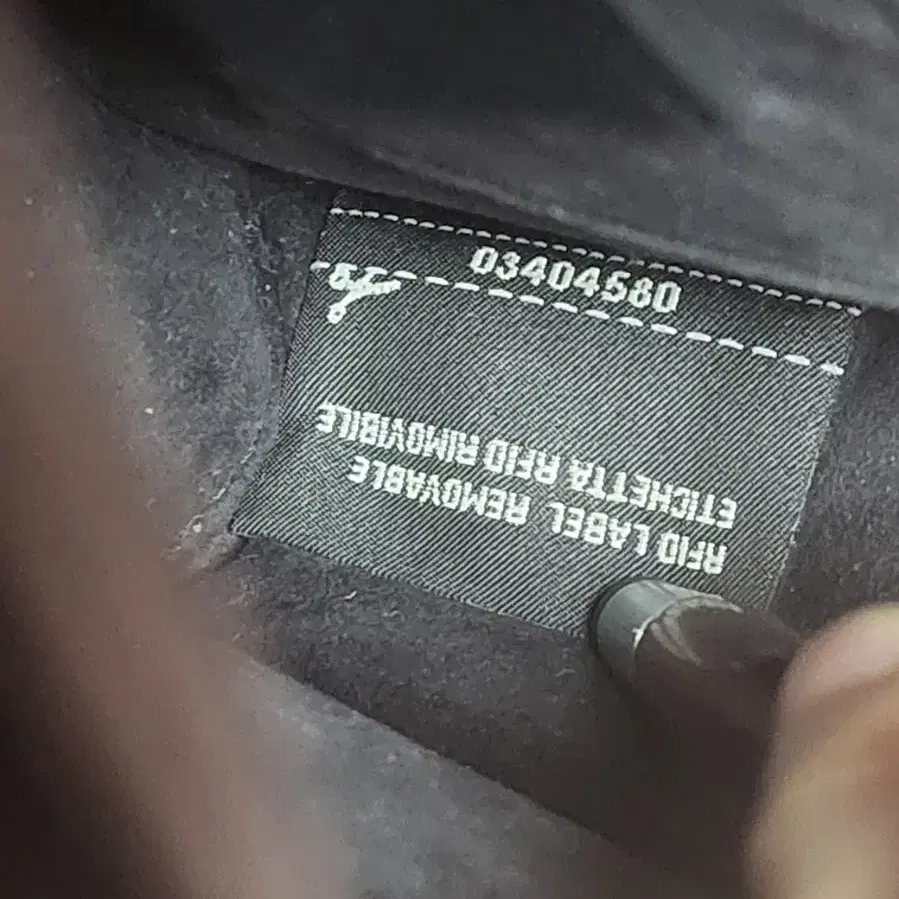 03404580
RFID LABEL REMOVABLE
ETICHETTA RFID RIMOVIBILE